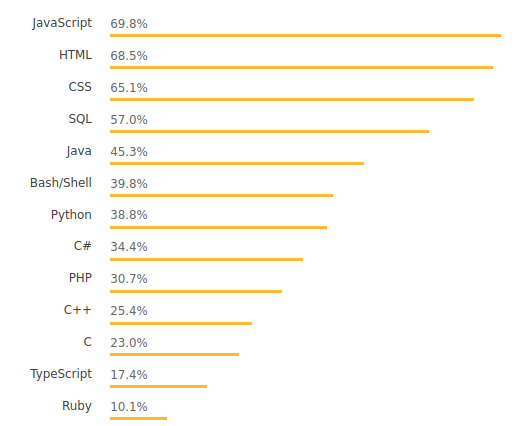 JavaScript 69.8%
HTML 68.5%
CSS 65.1%
SQL 57.0%
Java 45.3%
Bash/Shell 39.8%
Python 38.8%
C# 34.4%
PHP 30.7%
C++ 25.4%
C 23.0%
TypeScript 17.4%
Ruby 10.1%